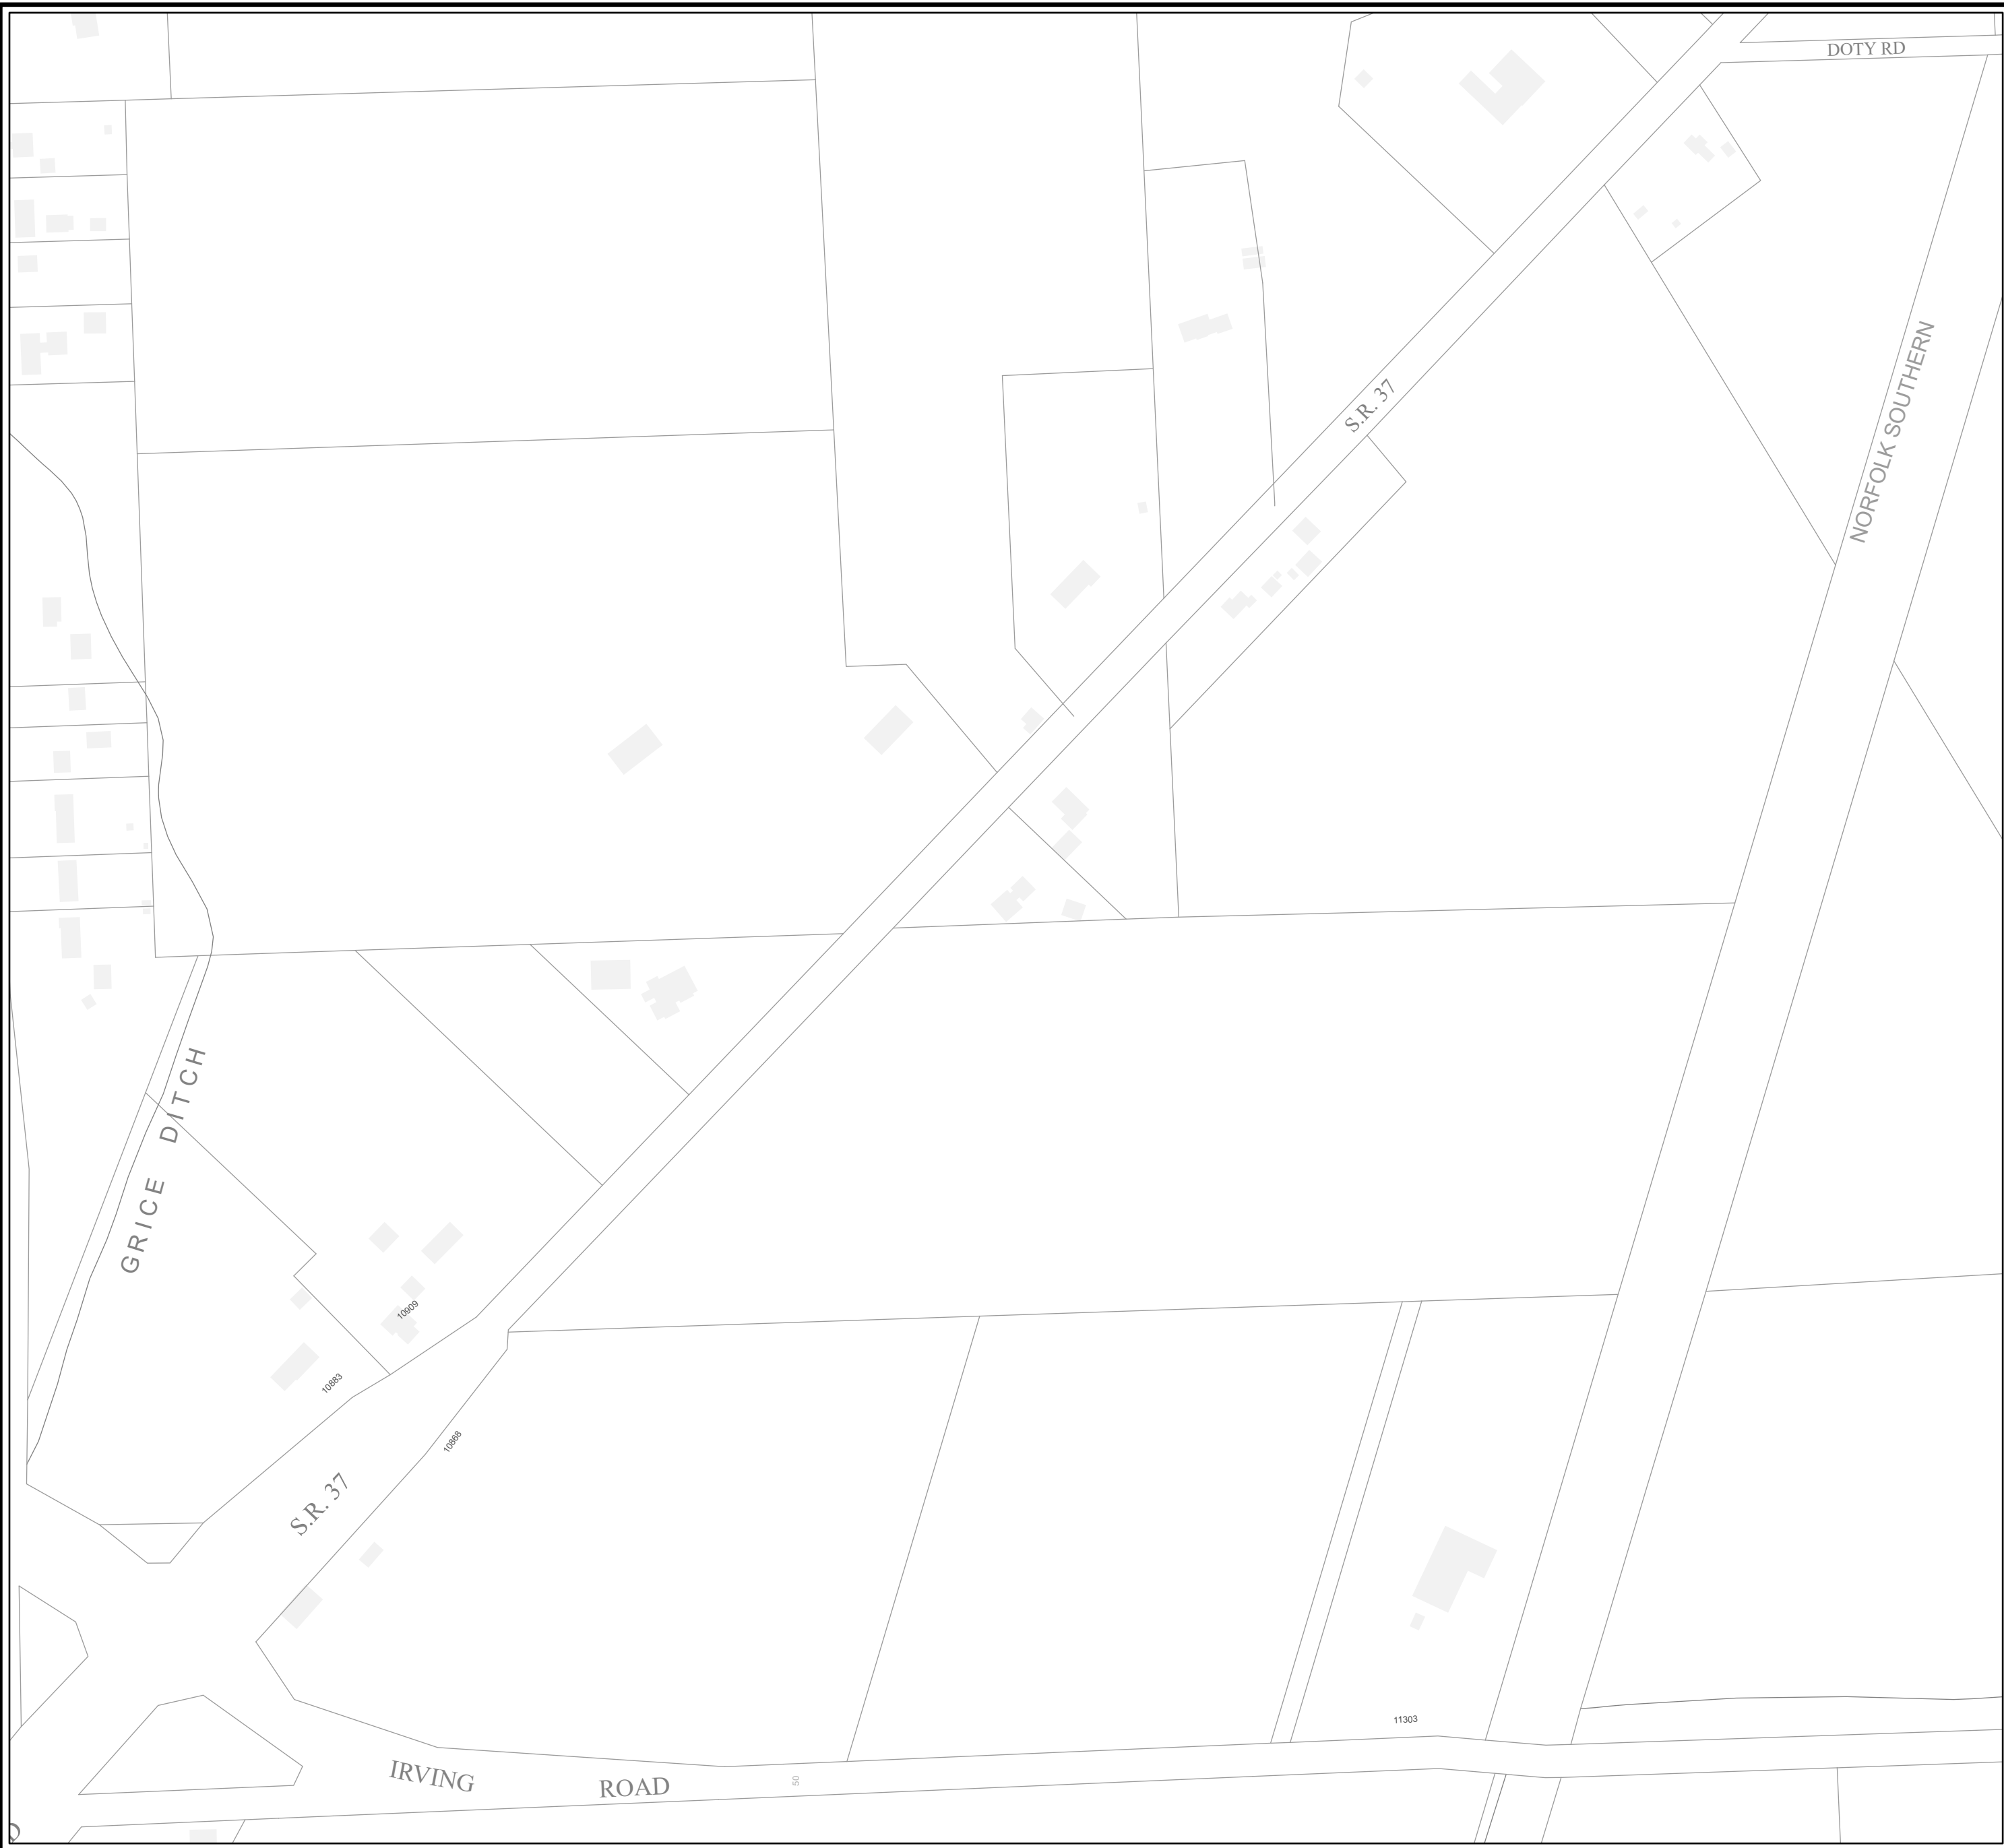 DOTY RD
NORFOLK SOUTHERN
S.R. 37
GRICE DITCH
10909
10883
10868
S.R. 37
11303
IRVING ROAD
50